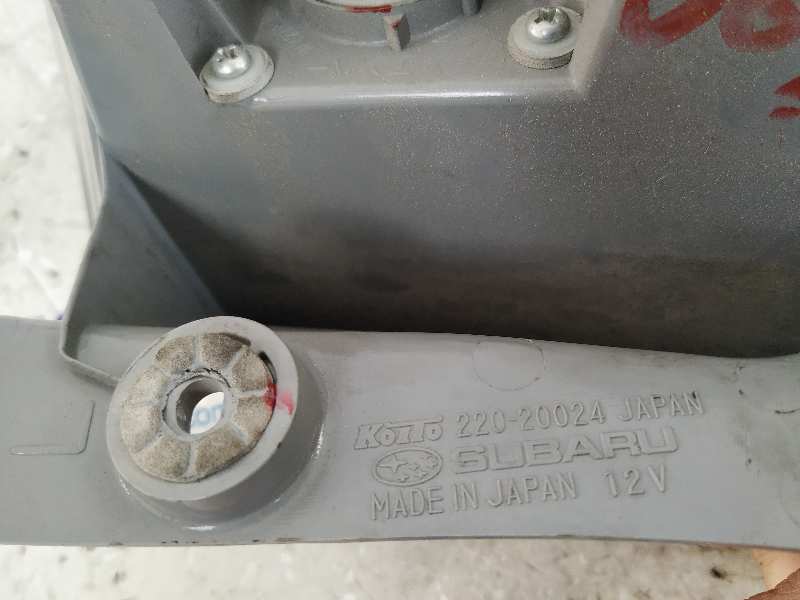 KOITO 220-20024 JAPAN
SUBARU
MADE IN JAPAN 12V